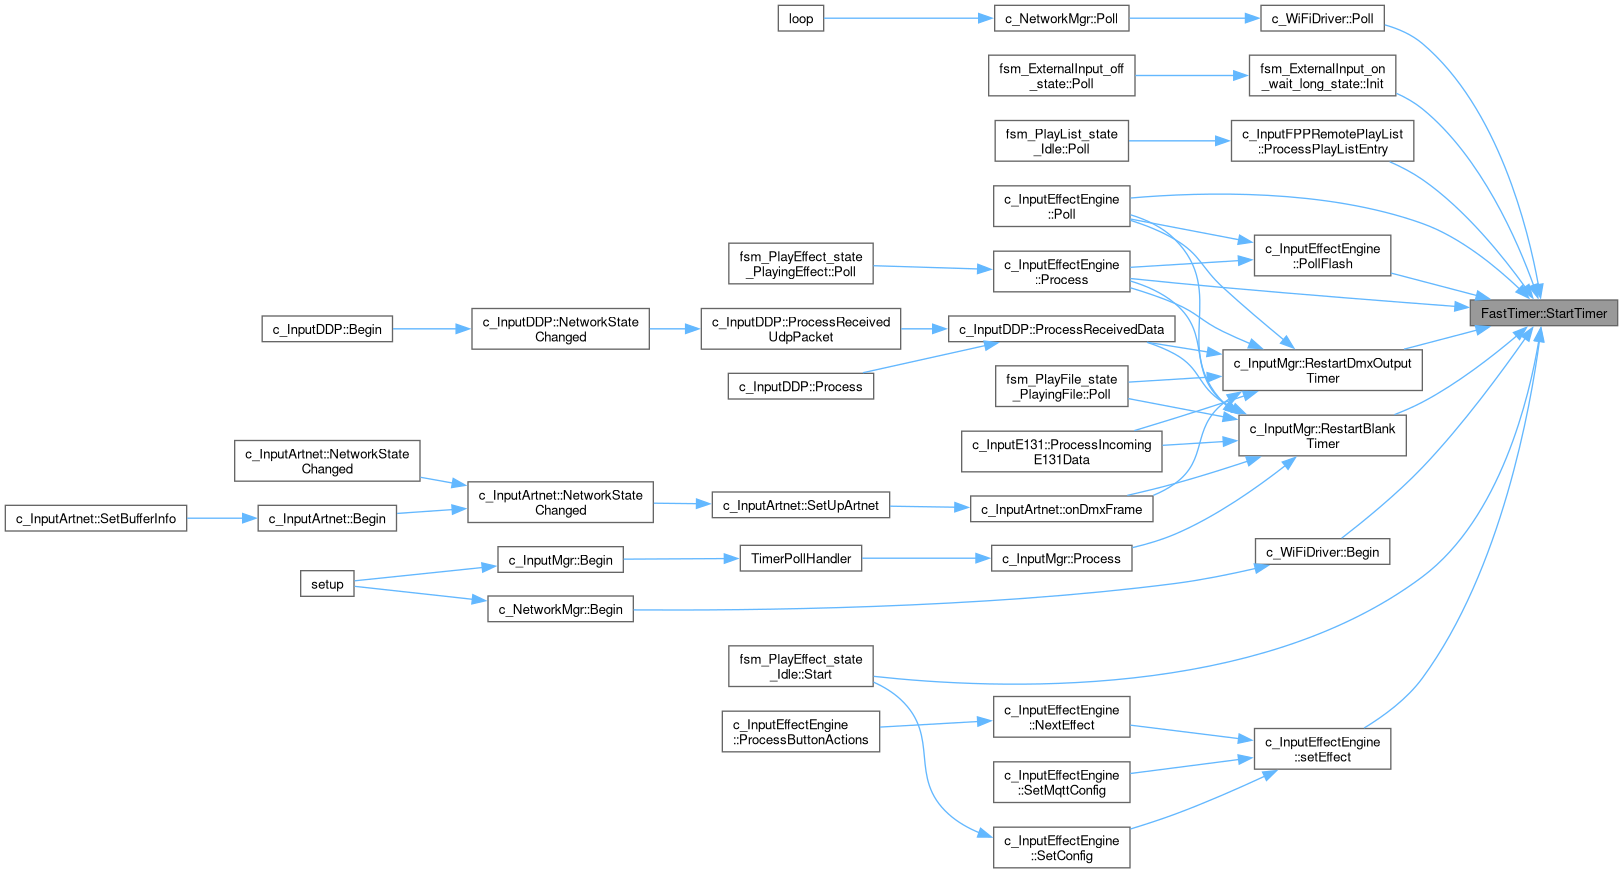 loop
c_NetworkMgr::Poll
c_WiFiDriver::Poll
fsm_ExternalInput_off
_state::Poll
fsm_ExternalInput_on
_wait_long_state::Init
fsm_PlayList_state
_Idle::Poll
c_InputFPPRemotePlayList
::ProcessPlayListEntry
c_InputEffectEngine
::Poll
fsm_PlayEffect_state
_PlayingEffect::Poll
c_InputEffectEngine
::Process
c_InputEffectEngine
::PollFlash
FastTimer::StartTimer
c_InputDDP::Begin
c_InputDDP::NetworkState
Changed
c_InputDDP::ProcessReceived
UdpPacket
c_InputDDP::ProcessReceivedData
c_InputDDP::Process
fsm_PlayFile_state
_PlayingFile::Poll
c_InputMgr::RestartDmxOutput
Timer
c_InputMgr::RestartBlank
Timer
c_InputE131::ProcessIncoming
E131Data
c_InputArtnet::NetworkState
Changed
c_InputArtnet::SetBufferInfo
c_InputArtnet::Begin
c_InputArtnet::NetworkState
Changed
c_InputArtnet::SetUpArtnet
c_InputArtnet::onDmxFrame
setup
c_InputMgr::Begin
TimerPollHandler
c_InputMgr::Process
c_WiFiDriver::Begin
c_NetworkMgr::Begin
fsm_PlayEffect_state
_Idle::Start
c_InputEffectEngine
::ProcessButtonActions
c_InputEffectEngine
::NextEffect
c_InputEffectEngine
::setEffect
c_InputEffectEngine
::SetMqttConfig
c_InputEffectEngine
::SetConfig